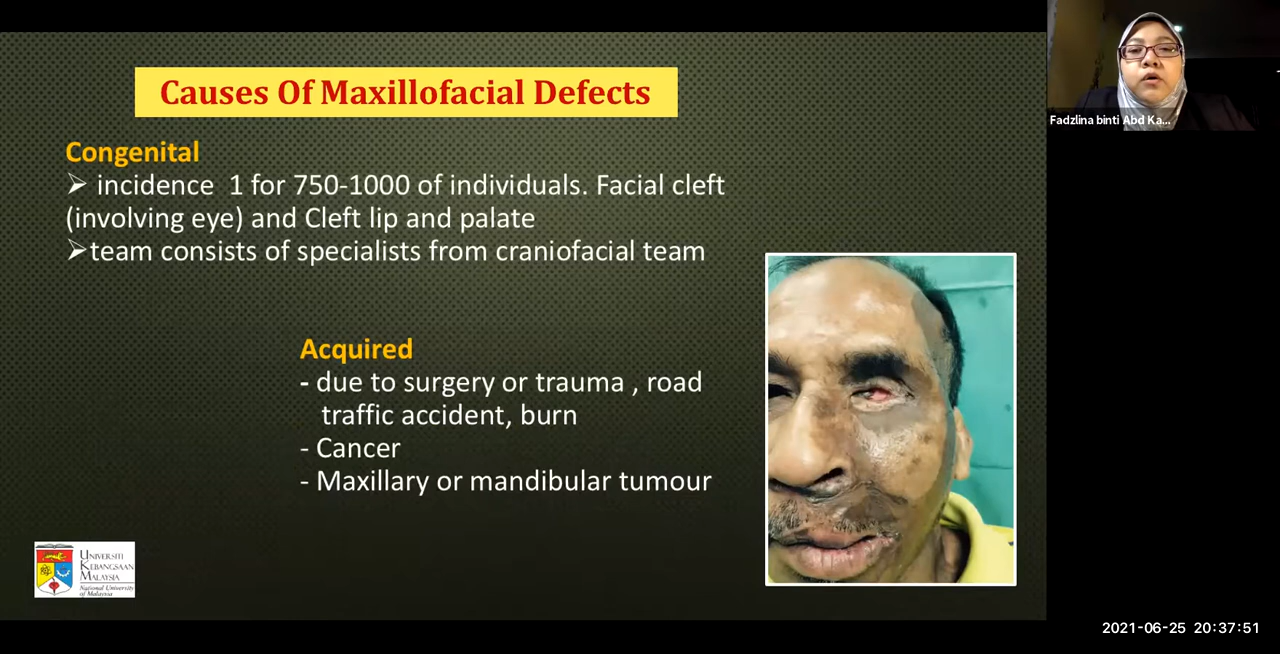 Causes Of Maxillofacial Defects
Fadzlina binti Abd Ka...
Congenital
➢ incidence 1 for 750-1000 of individuals. Facial cleft
(involving eye) and Cleft lip and palate
➢team consists of specialists from craniofacial team
Acquired
- due to surgery or trauma , road
traffic accident, burn
- Cancer
- Maxillary or mandibular tumour
UNIVERSITI
KEBANGSAAN
MALAYSIA
National University
of Malaysia
2021-06-25 20:37:51